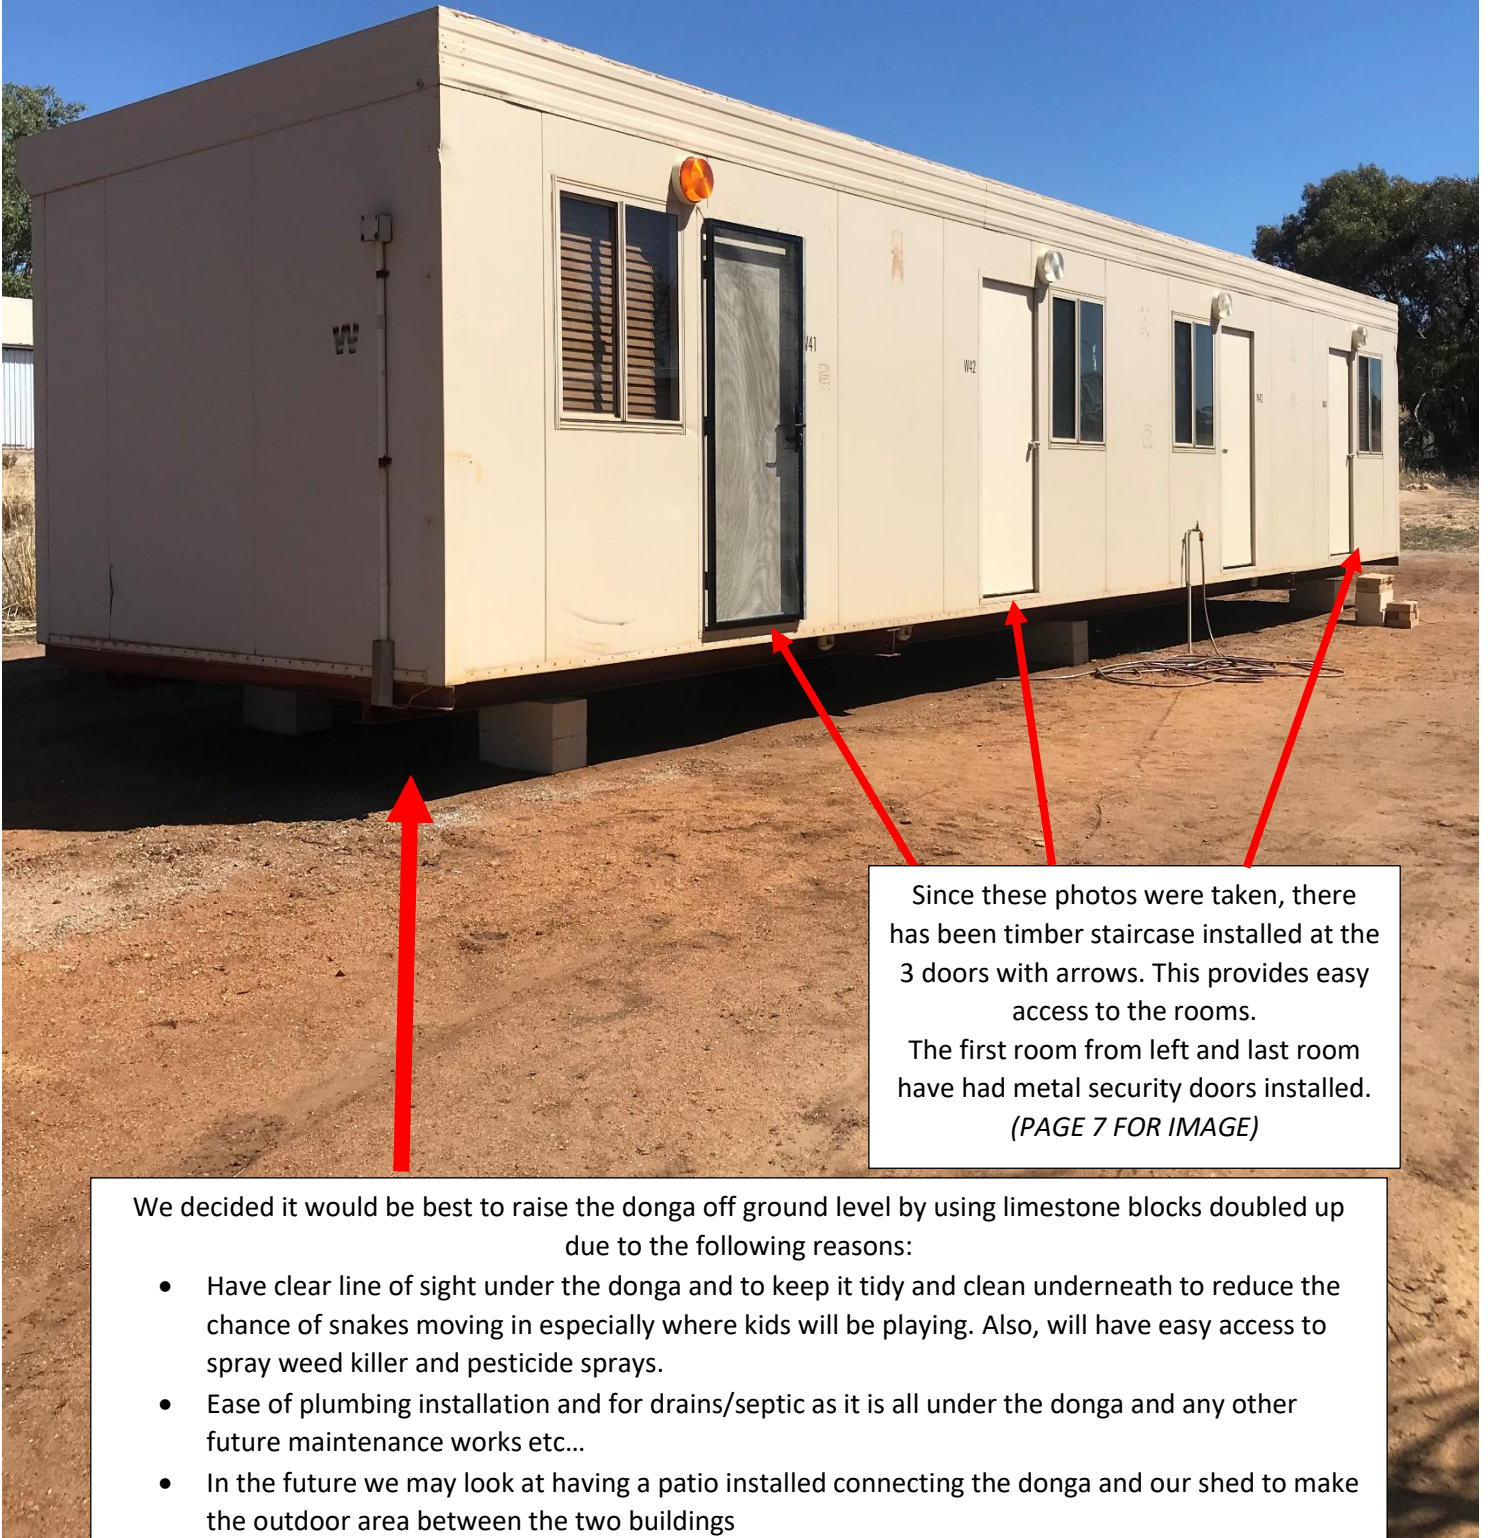 W
W41
W42
Since these photos were taken, there
has been timber staircase installed at the
3 doors with arrows. This provides easy
access to the rooms.
The first room from left and last room
have had metal security doors installed.
(PAGE 7 FOR IMAGE)
We decided it would be best to raise the donga off ground level by using limestone blocks doubled up
due to the following reasons:
• Have clear line of sight under the donga and to keep it tidy and clean underneath to reduce the
chance of snakes moving in especially where kids will be playing. Also, will have easy access to
spray weed killer and pesticide sprays.
• Ease of plumbing installation and for drains/septic as it is all under the donga and any other
future maintenance works etc…
• In the future we may look at having a patio installed connecting the donga and our shed to make
the outdoor area between the two buildings